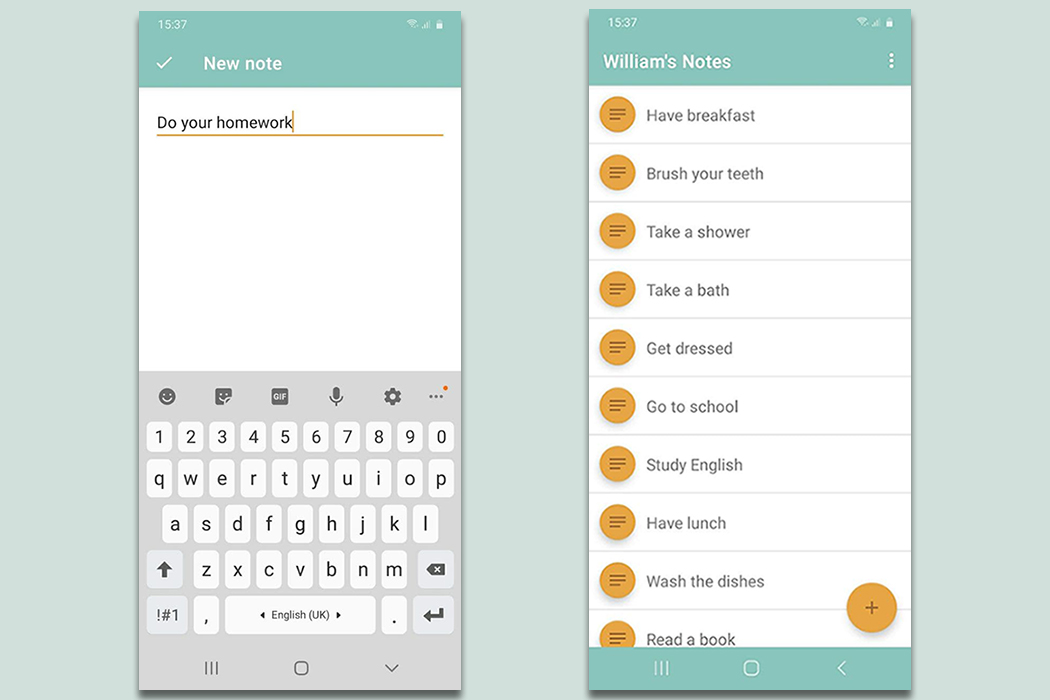 15:37
New note
Do your homework
GIF
1 2 3 4 5 6 7 8 9 0
q w e r t y u i o p
a s d f g h j k l
z x c v b n m
!#1 , English (UK) .
15:37
William's Notes
Have breakfast
Brush your teeth
Take a shower
Take a bath
Get dressed
Go to school
Study English
Have lunch
Wash the dishes
Read a book